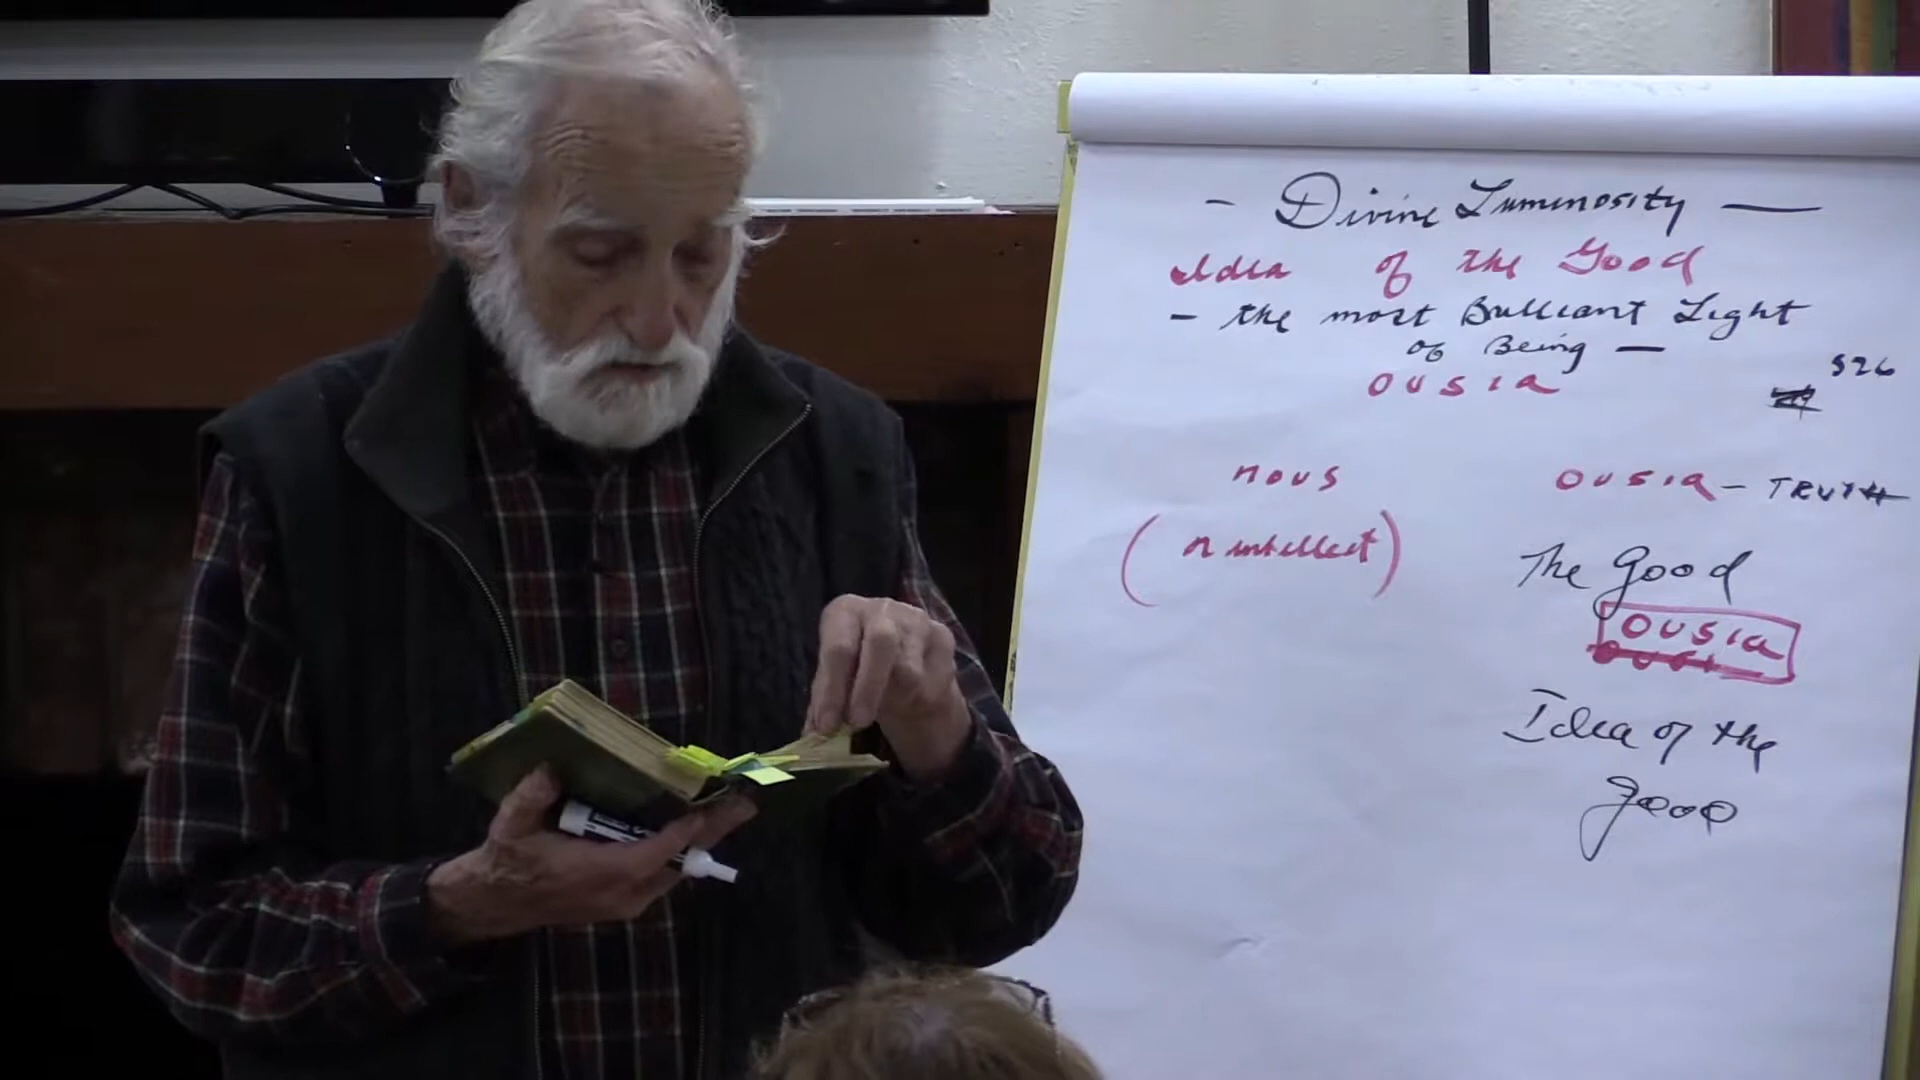 - Divine Luminosity —
Idea of the Good
- the most Brilliant Light
of Being —
ousia
526
nous
ousia - TRUTH
(n intellect)
The Good
ousia
Idea of the
good